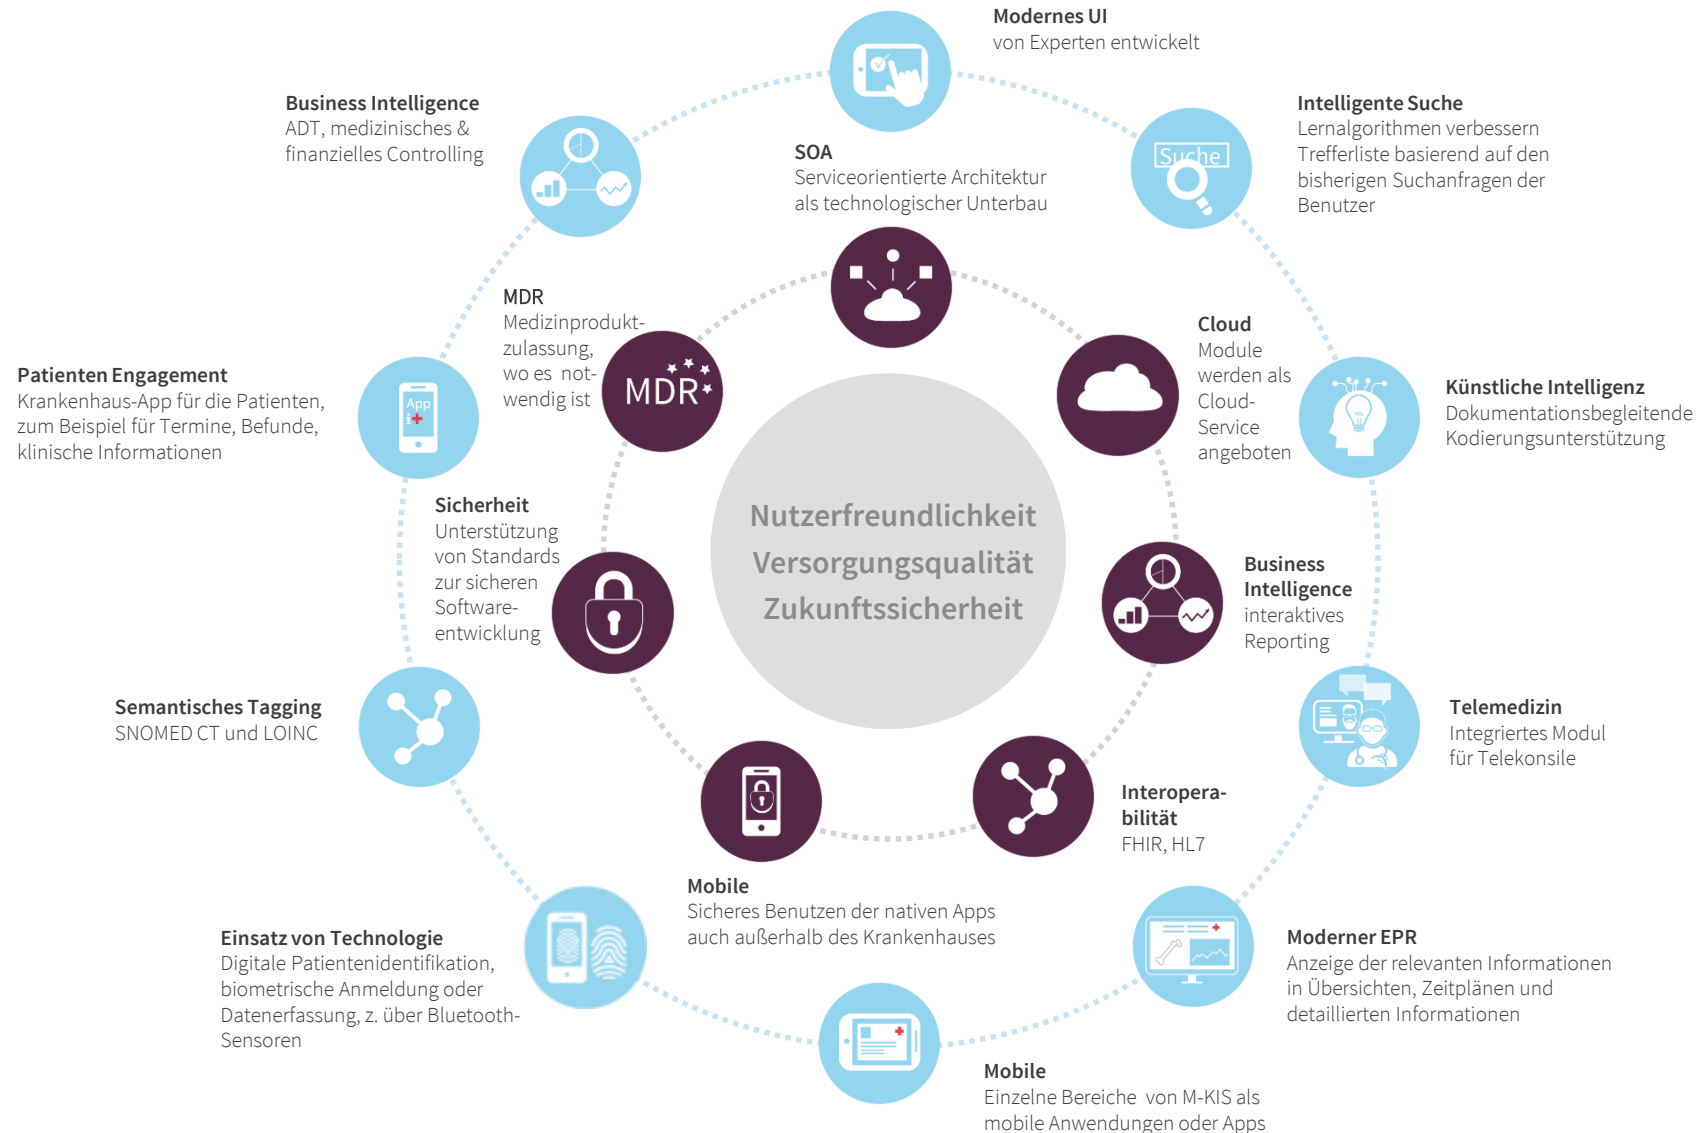 Modernes UI
von Experten entwickelt
Business Intelligence
ADT, medizinisches &
finanzielles Controlling
Intelligente Suche
Lernalgorithmen verbessern
Trefferliste basierend auf den
bisherigen Suchanfragen der
Benutzer
Suche
SOA
Serviceorientierte Architektur
als technologischer Unterbau
MDR
Medizinprodukt-
zulassung,
wo es not-
wendig ist
MDR
Cloud
Module
werden als
Cloud-
Service
angeboten
Patienten Engagement
Krankenhaus-App für die Patienten,
zum Beispiel für Termine, Befunde,
klinische Informationen
App
i+
Künstliche Intelligenz
Dokumentationsbegleitende
Kodierungsunterstützung
Sicherheit
Unterstützung
von Standards
zur sicheren
Software-
entwicklung
Nutzerfreundlichkeit
Versorgungsqualität
Zukunftssicherheit
Business
Intelligence
interaktives
Reporting
Semantisches Tagging
SNOMED CT und LOINC
Telemedizin
Integriertes Modul
für Telekonsile
Interopera-
bilität
FHIR, HL7
Mobile
Sicheres Benutzen der nativen Apps
auch außerhalb des Krankenhauses
Einsatz von Technologie
Digitale Patientenidentifikation,
biometrische Anmeldung oder
Datenerfassung, z. über Bluetooth-
Sensoren
Moderner EPR
Anzeige der relevanten Informationen
in Übersichten, Zeitplänen und
detaillierten Informationen
Mobile
Einzelne Bereiche von M-KIS als
mobile Anwendungen oder Apps